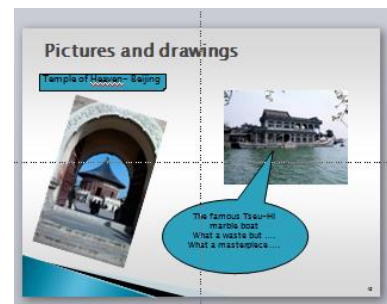 Pictures and drawings
Temple of Heaven- Beijing
The famous Tseu-Hi
marble boat
What a waste but ....
What a masterpiece....